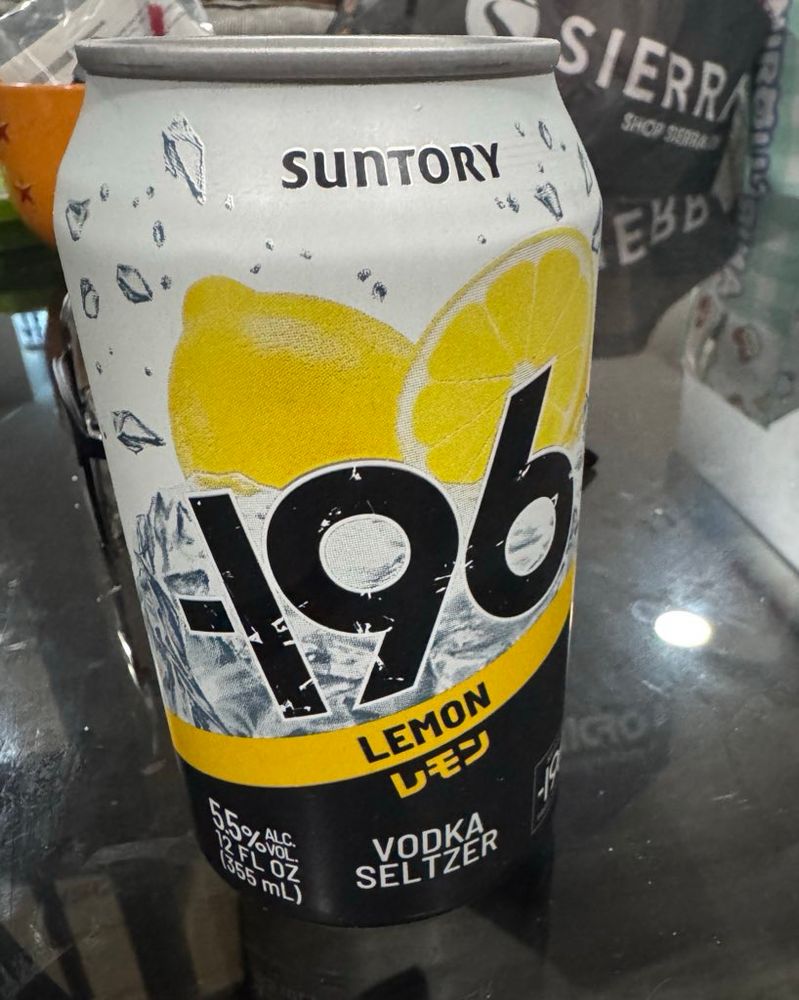 SIERRA
SHOP SIERRA
SUNTORY
-196
LEMON
レモン
5.5% ALC. VOL.
12 FL OZ
(355 mL)
VODKA
SELTZER